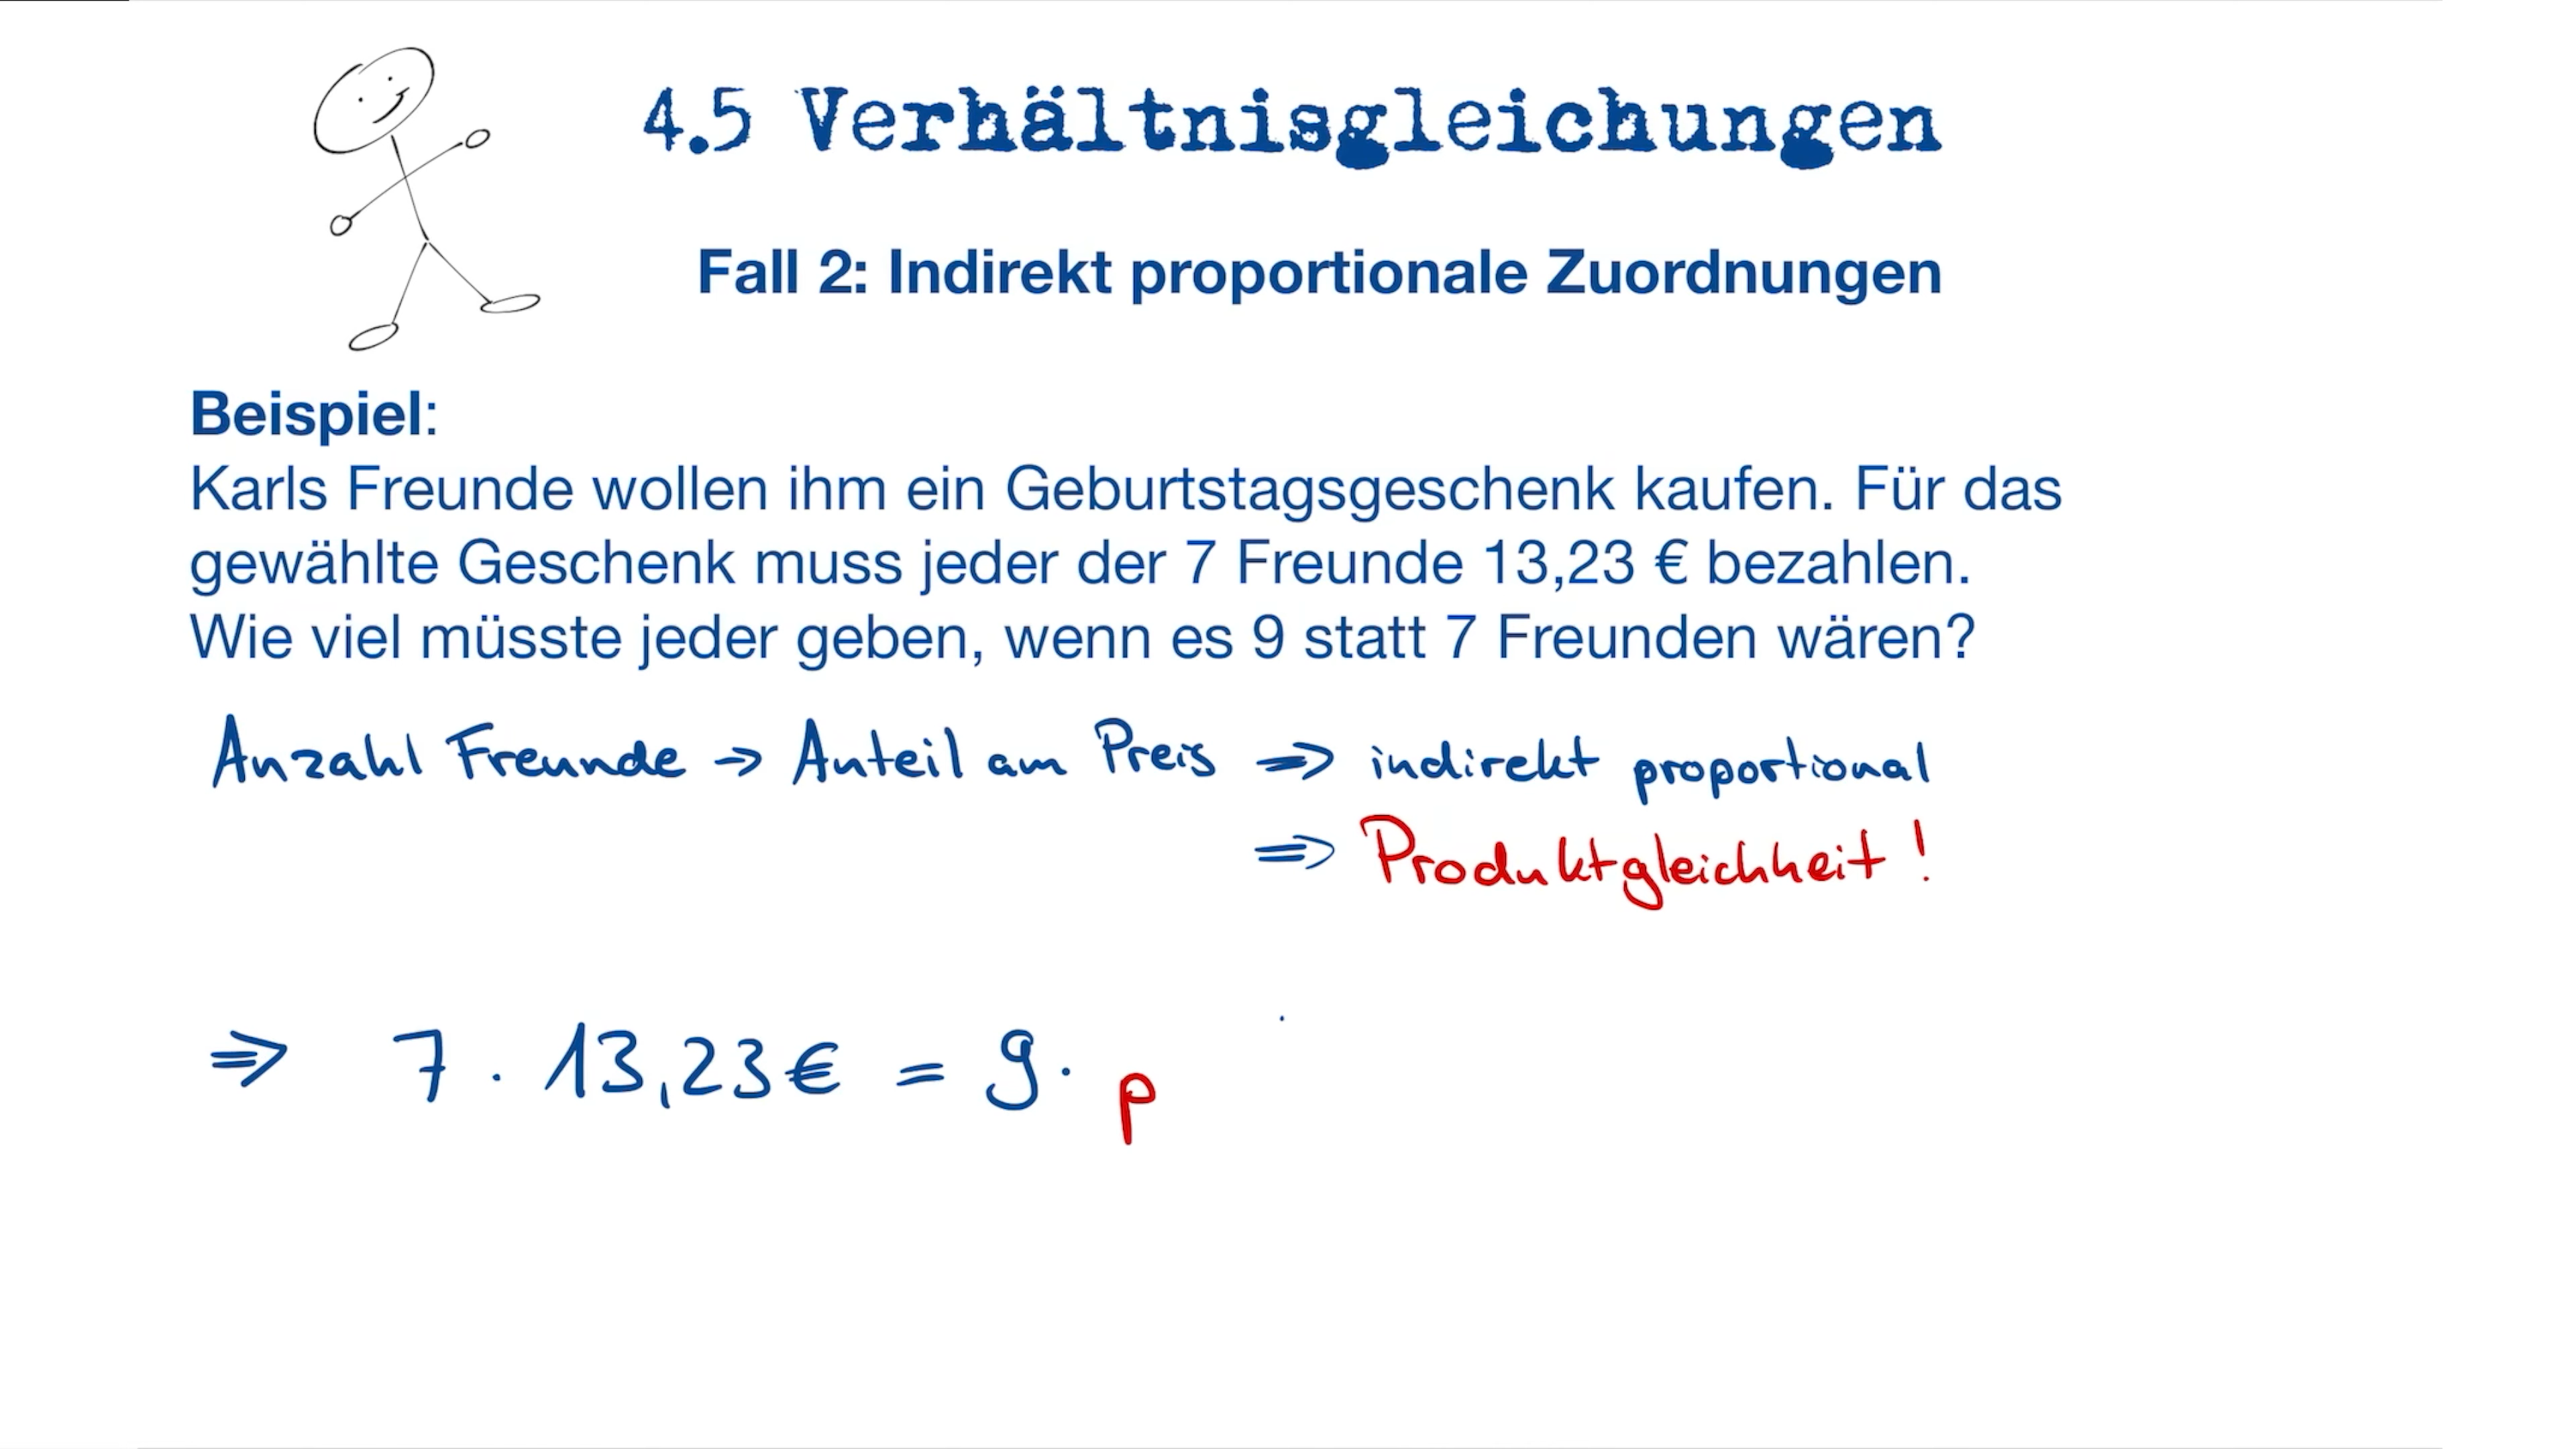 4.5 Verhältnisgleichungen
Fall 2: Indirekt proportionale Zuordnungen
Beispiel:
Karls Freunde wollen ihm ein Geburtstagsgeschenk kaufen. Für das
gewählte Geschenk muss jeder der 7 Freunde 13,23 € bezahlen.
Wie viel müsste jeder geben, wenn es 9 statt 7 Freunden wären?
Anzahl Freunde → Anteil am Preis ⇒ indirekt proportional
⇒ Produktgleichheit !
⇒ 7 · 13,23 € = 9 · p